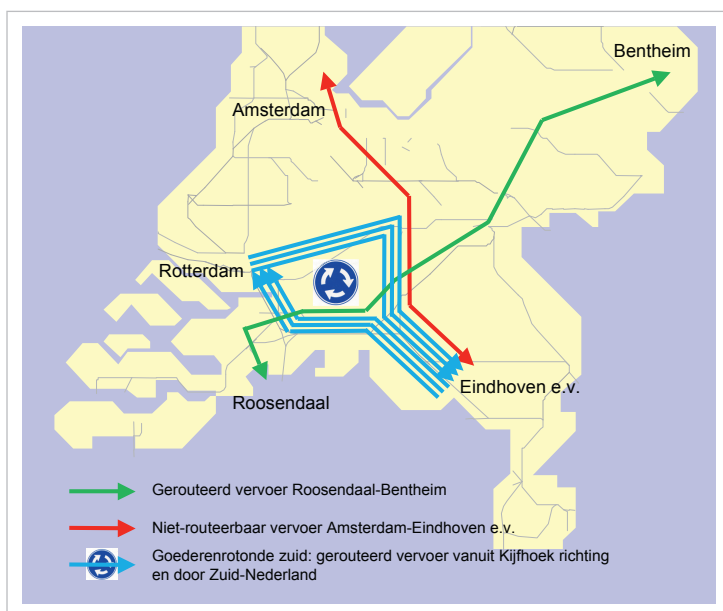 Bentheim
Amsterdam
Rotterdam
Eindhoven e.v.
Roosendaal
Gerouteerd vervoer Roosendaal-Bentheim
Niet-routeerbaar vervoer Amsterdam-Eindhoven e.v.
Goederenrotonde zuid: gerouteerd vervoer vanuit Kijfhoek richting
en door Zuid-Nederland